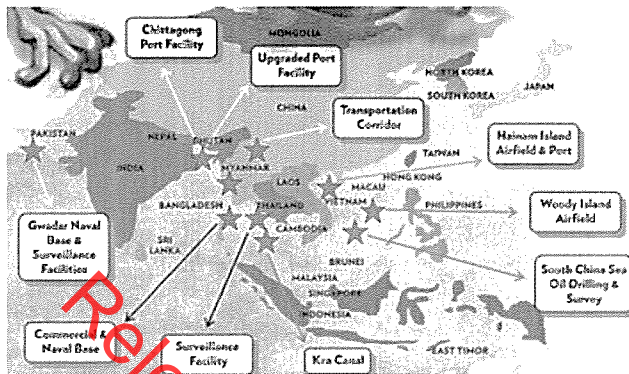 MONGOLIA
Chittagong
Port Facility
Upgraded Port
Facility
NORTH KOREA
SOUTH KOREA
JAPAN
CHINA
Transportation
Corridor
PAKISTAN
NEPAL
BHUTAN
Hainam Island
Airfield & Port
TAIWAN
INDIA
MYANMAR
LAOS
HONG KONG
MACAU
VIETNAM
BANGLADESH
THAILAND
PHILIPPINES
Woody Island
Airfield
Gwadar Naval
Base &
Surveillance
Facilities
SRI
LANKA
CAMBODIA
BRUNEI
South China Sea
Oil Drilling &
Survey
MALAYSIA
SINGAPORE
INDONESIA
Commercial &
Naval Base
Surveillance
Facility
Kra Canal
EAST TIMOR
Rele